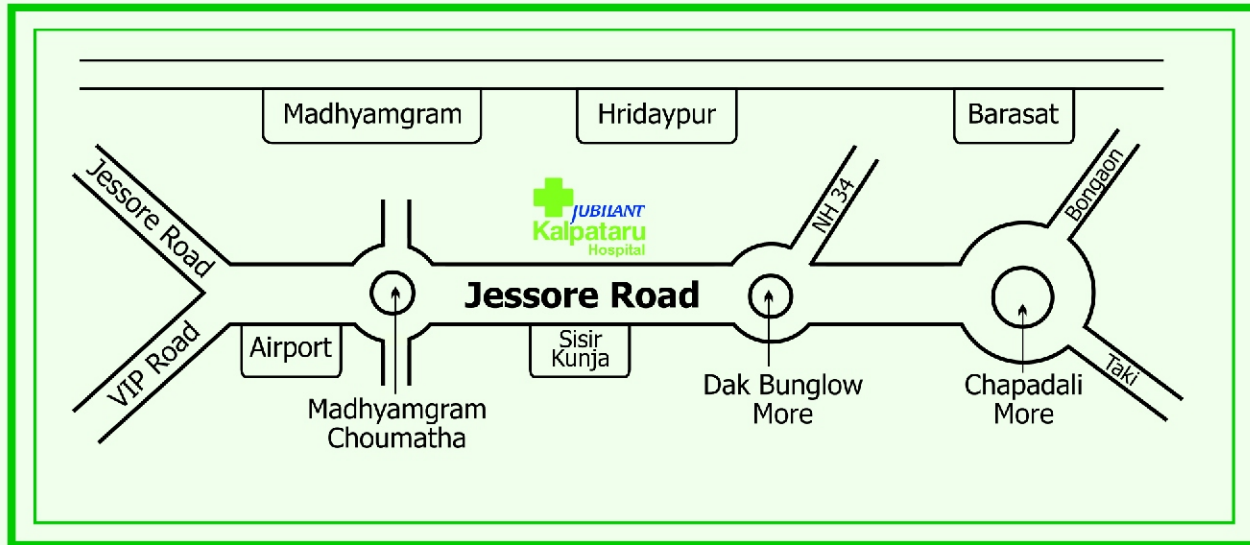 Madhyamgram
Hridaypur
Barasat
Jessore Road
JUBILANT
Kalpataru
Hospital
NH 34
Bongaon
Jessore Road
VIP Road
Airport
Sisir
Kunja
Taki
Madhyamgram
Choumatha
Dak Bunglow
More
Chapadali
More